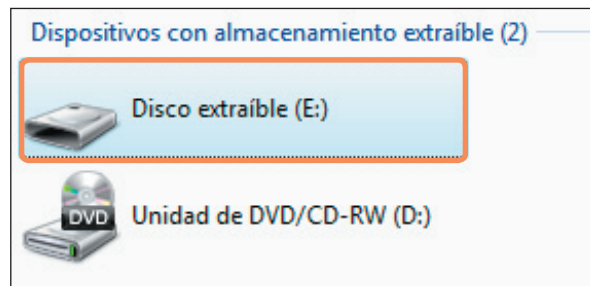 Dispositivos con almacenamiento extraíble (2)
Disco extraíble (E:)
DVD
Unidad de DVD/CD-RW (D:)